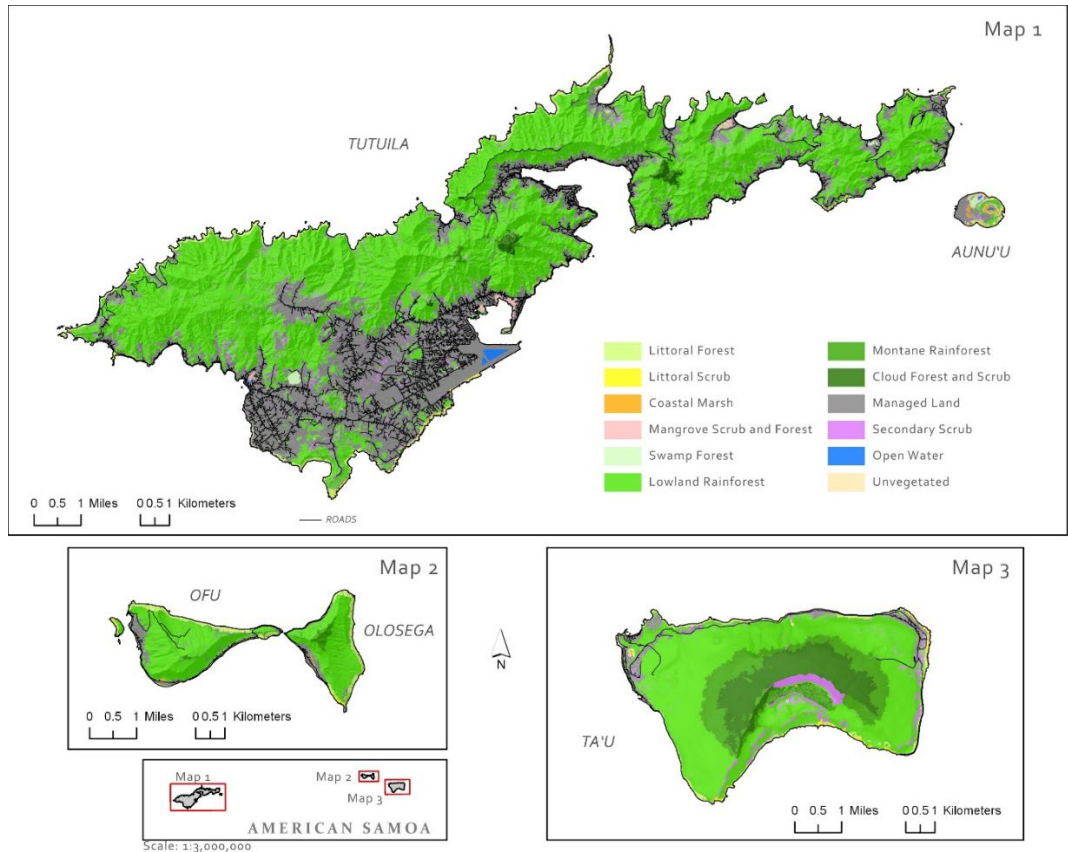 Map 1
TUTUILA
AUNU'U
Littoral Forest
Littoral Scrub
Coastal Marsh
Mangrove Scrub and Forest
Swamp Forest
Lowland Rainforest
Montane Rainforest
Cloud Forest and Scrub
Managed Land
Secondary Scrub
Open Water
Unvegetated
0 0.5 1 Miles
0 0.5 1 Kilometers
ROADS
Map 2
OFU
OLOSEGA
0 0.5 1 Miles
0 0.5 1 Kilometers
N
Map 3
TA'U
0 0.5 1 Miles
0 0.5 1 Kilometers
Map 1
Map 2
Map 3
AMERICAN SAMOA
Scale: 1:3,000,000